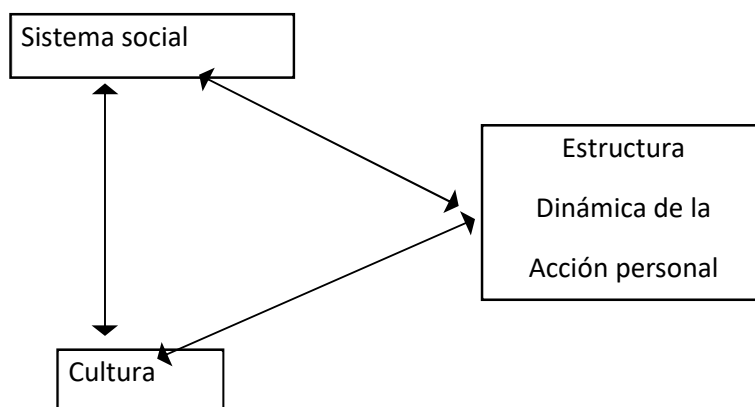 Sistema social
Estructura
Dinámica de la
Acción personal
Cultura